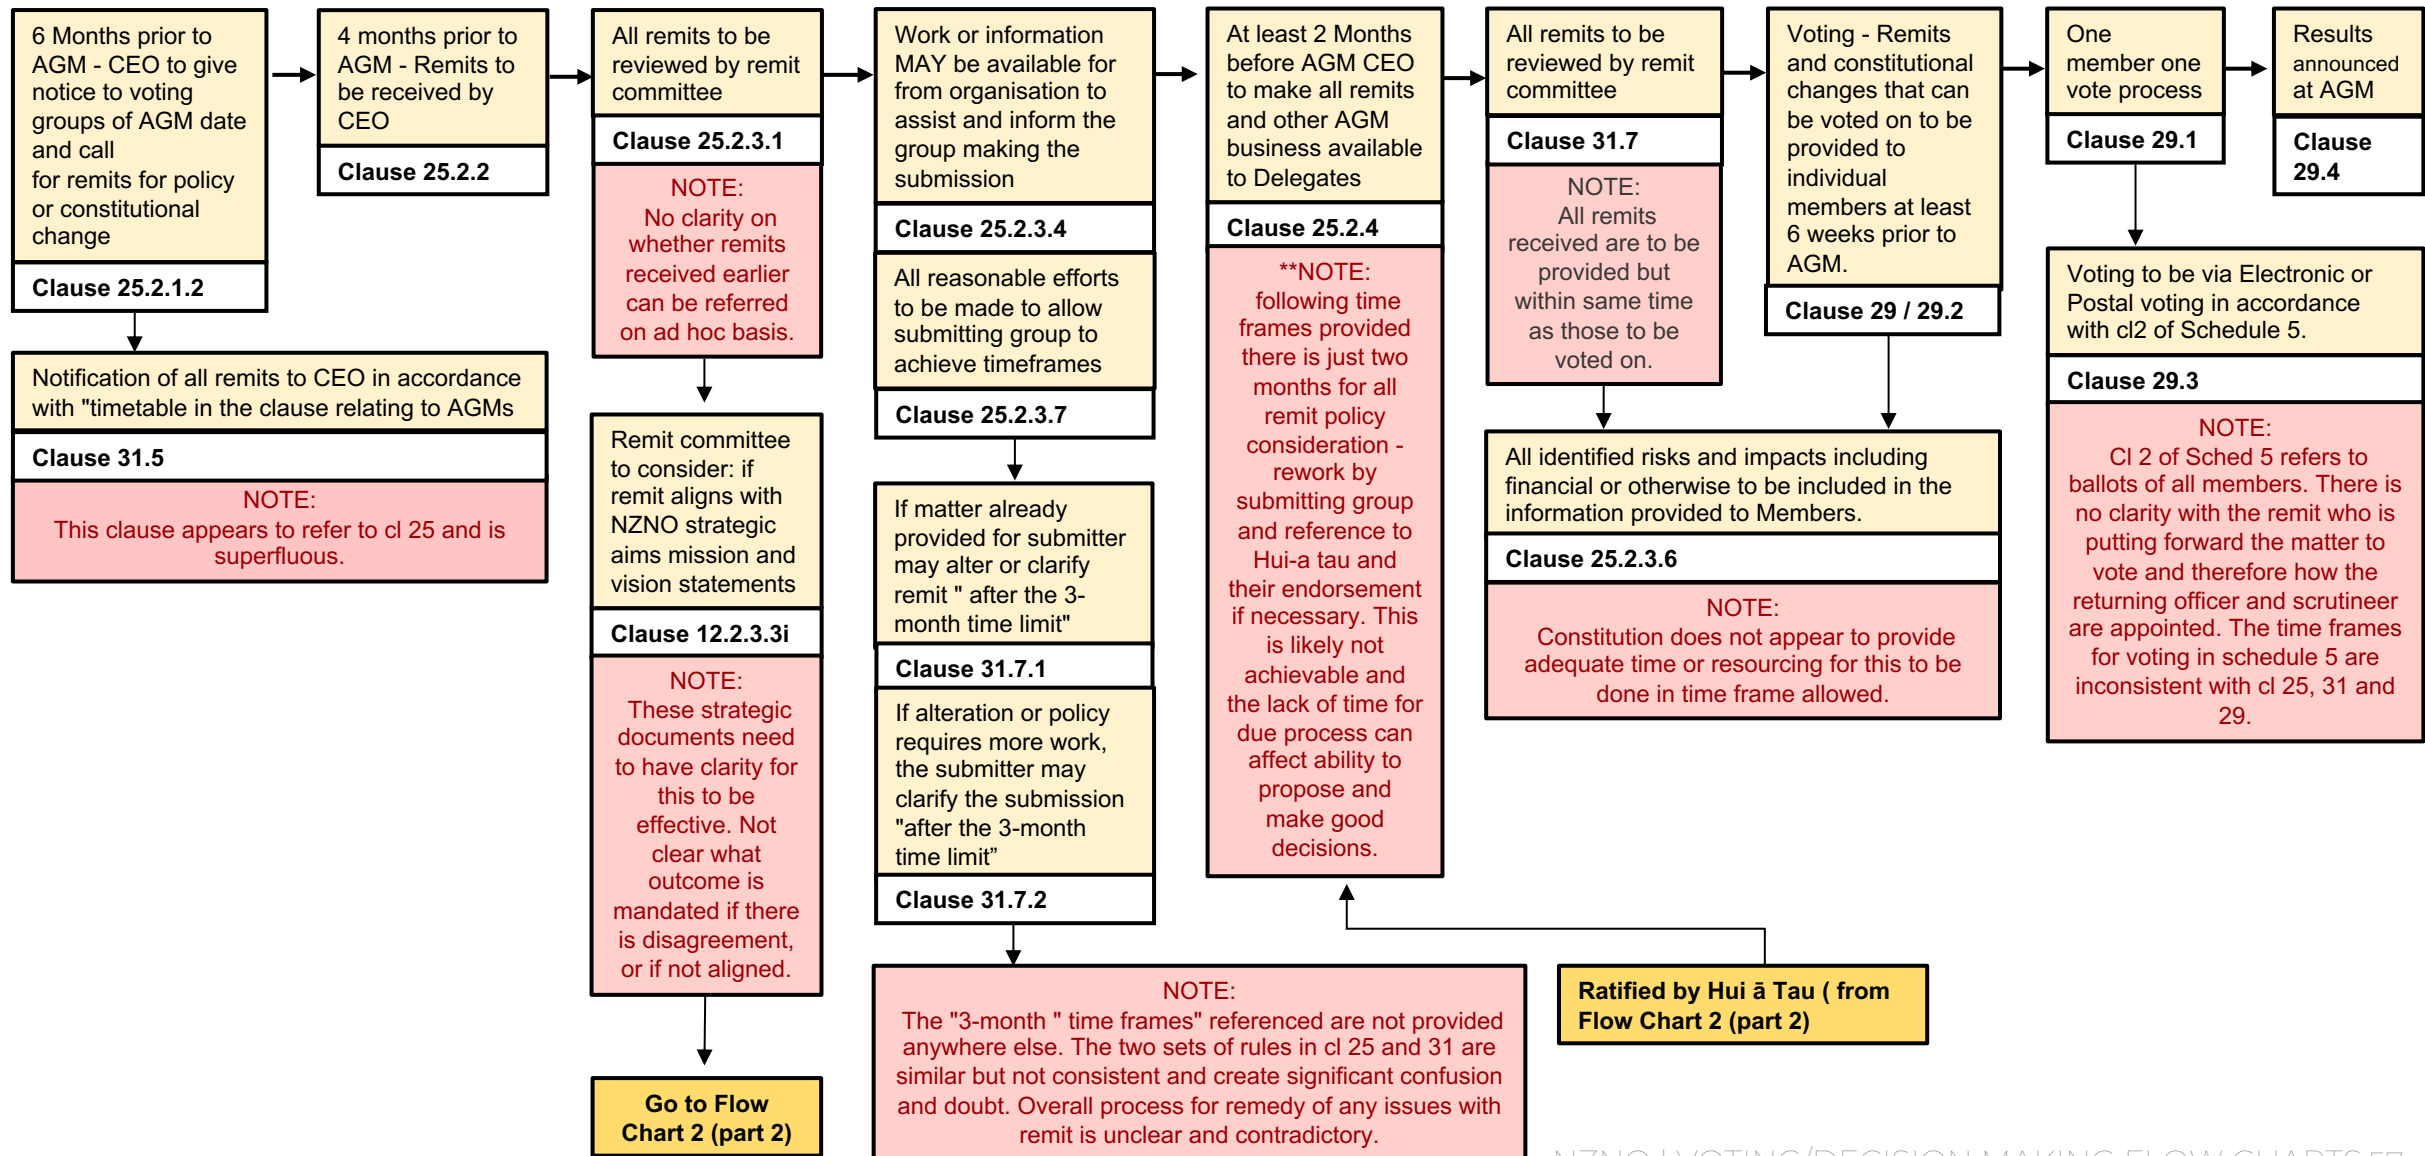 6 Months prior to
AGM - CEO to give
notice to voting
groups of AGM date
and call
for remits for policy
or constitutional
change
Clause 25.2.1.2
Notification of all remits to CEO in accordance
with "timetable in the clause relating to AGMs
Clause 31.5
NOTE:
This clause appears to refer to cl 25 and is
superfluous.
4 months prior to
AGM - Remits to
be received by
CEO
Clause 25.2.2
All remits to be
reviewed by remit
committee
Clause 25.2.3.1
NOTE:
No clarity on
whether remits
received earlier
can be referred
on ad hoc basis.
Remit committee
to consider: if
remit aligns with
NZNO strategic
aims mission and
vision statements
Clause 12.2.3.3i
NOTE:
These strategic
documents need
to have clarity for
this to be
effective. Not
clear what
outcome is
mandated if there
is disagreement,
or if not aligned.
Go to Flow
Chart 2 (part 2)
Work or information
MAY be available for
from organisation to
assist and inform the
group making the
submission
Clause 25.2.3.4
All reasonable efforts
to be made to allow
submitting group to
achieve timeframes
Clause 25.2.3.7
If matter already
provided for submitter
may alter or clarify
remit " after the 3-
month time limit"
Clause 31.7.1
If alteration or policy
requires more work,
the submitter may
clarify the submission
"after the 3-month
time limit”
Clause 31.7.2
NOTE:
The "3-month " time frames" referenced are not provided
anywhere else. The two sets of rules in cl 25 and 31 are
similar but not consistent and create significant confusion
and doubt. Overall process for remedy of any issues with
remit is unclear and contradictory.
At least 2 Months
before AGM CEO
to make all remits
and other AGM
business available
to Delegates
Clause 25.2.4
**NOTE:
following time
frames provided
there is just two
months for all
remit policy
consideration -
rework by
submitting group
and reference to
Hui-a tau and
their endorsement
if necessary. This
is likely not
achievable and
the lack of time for
due process can
affect ability to
propose and
make good
decisions.
Ratified by Hui ā Tau ( from
Flow Chart 2 (part 2)
All remits to be
reviewed by remit
committee
Clause 31.7
NOTE:
All remits
received are to be
provided but
within same time
as those to be
voted on.
Voting - Remits
and constitutional
changes that can
be voted on to be
provided to
individual
members at least
6 weeks prior to
AGM.
Clause 29 / 29.2
All identified risks and impacts including
financial or otherwise to be included in the
information provided to Members.
Clause 25.2.3.6
NOTE:
Constitution does not appear to provide
adequate time or resourcing for this to be
done in time frame allowed.
One
member one
vote process
Clause 29.1
Voting to be via Electronic or
Postal voting in accordance
with cl2 of Schedule 5.
Clause 29.3
NOTE:
Cl 2 of Sched 5 refers to
ballots of all members. There is
no clarity with the remit who is
putting forward the matter to
vote and therefore how the
returning officer and scrutineer
are appointed. The time frames
for voting in schedule 5 are
inconsistent with cl 25, 31 and
29.
Results
announced
at AGM
Clause
29.4
NZNO | VOTING/DECISION MAKING FLOW CHARTS 57